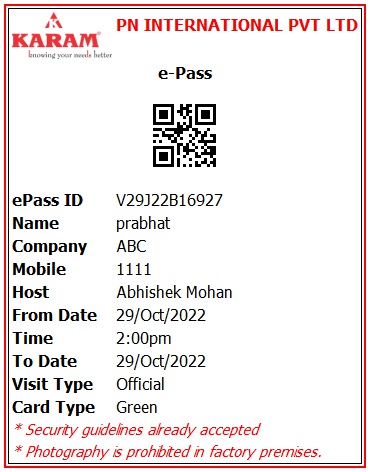 PN INTERNATIONAL PVT LTD
KARAM®
knowing your needs better
e-Pass
ePass ID V29J22B16927
Name prabhat
Company ABC
Mobile 1111
Host Abhishek Mohan
From Date 29/Oct/2022
Time 2:00pm
To Date 29/Oct/2022
Visit Type Official
Card Type Green
* Security guidelines already accepted
* Photography is prohibited in factory premises.